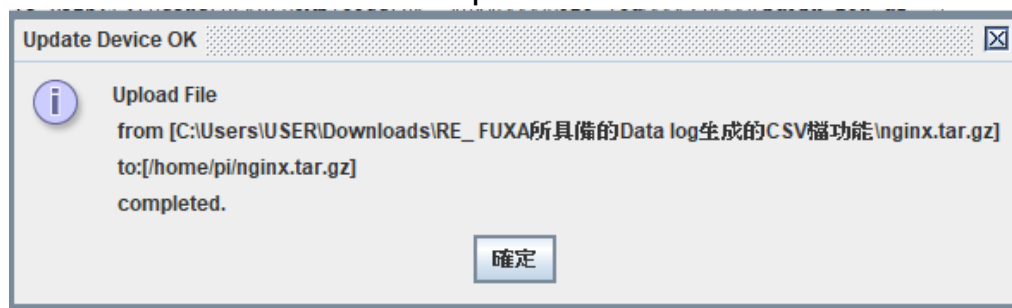 Update Device OK
Upload File
from [C:\Users\USER\Downloads\RE_ FUXA所具備的Data log生成的CSV檔功能\nginx.tar.gz]
to:[/home/pi/nginx.tar.gz]
completed.
確定